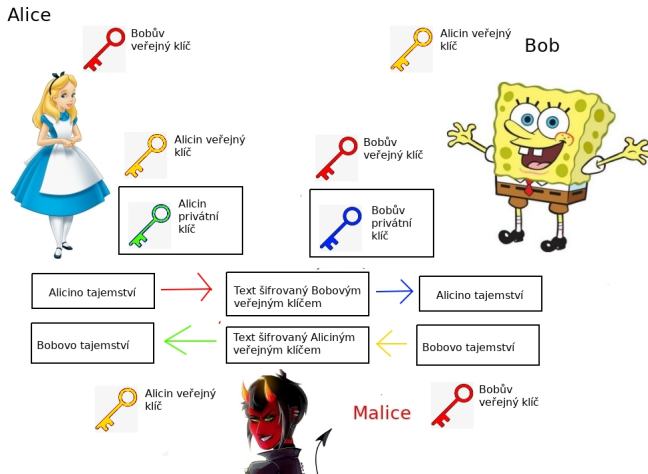 Alice
Bobův
veřejný klíč
Alicin veřejný
klíč
Bob
Alicin veřejný
klíč
Bobův
veřejný klíč
Alicin
privátní
klíč
Bobův
privátní
klíč
Alicino tajemství
Text šifrovaný Bobovým
veřejným klíčem
Alicino tajemství
Bobovo tajemství
Text šifrovaný Aliciným
veřejným klíčem
Bobovo tajemství
Alicin veřejný
klíč
Malice
Bobův
veřejný klíč